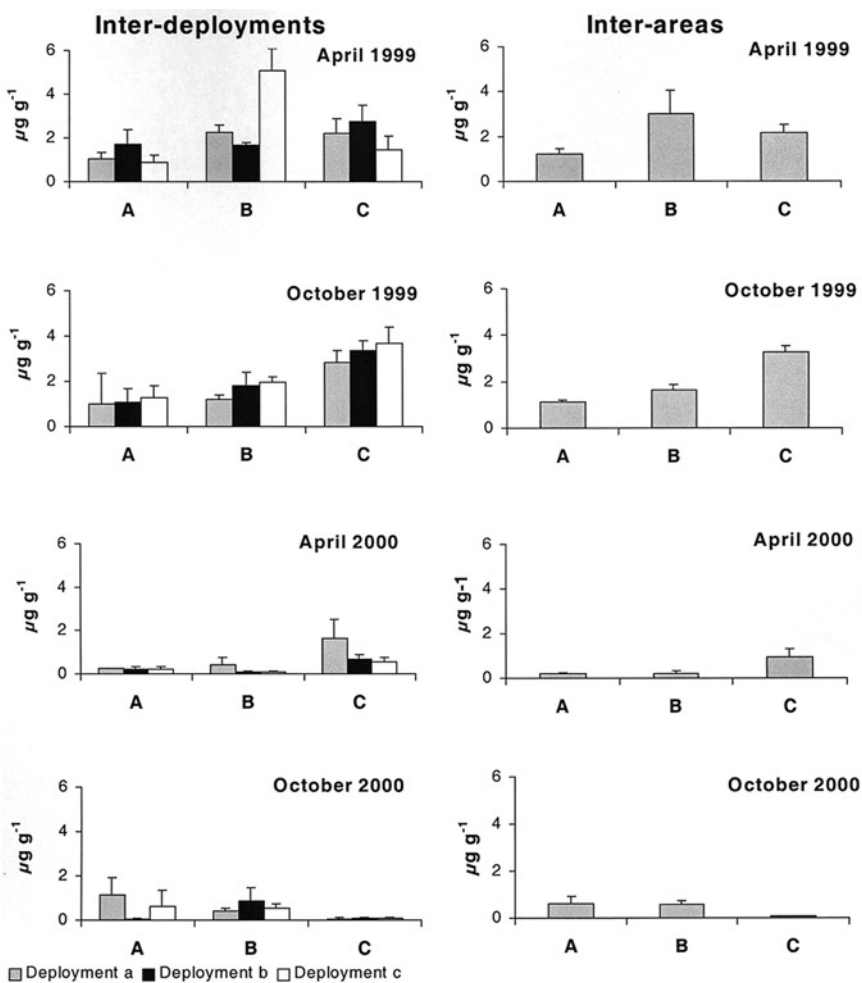 Inter-deployments
April 1999
µg g-1
6
4
2
0
A B C
Inter-areas
April 1999
µg g-1
6
4
2
0
A B C
October 1999
µg g-1
6
4
2
0
A B C
October 1999
µg g-1
6
4
2
0
A B C
April 2000
µg g-1
6
4
2
0
A B C
April 2000
µg g-1
6
4
2
0
A B C
October 2000
µg g-1
6
4
2
0
A B C
October 2000
µg g-1
6
4
2
0
A B C
Deployment a Deployment b Deployment c